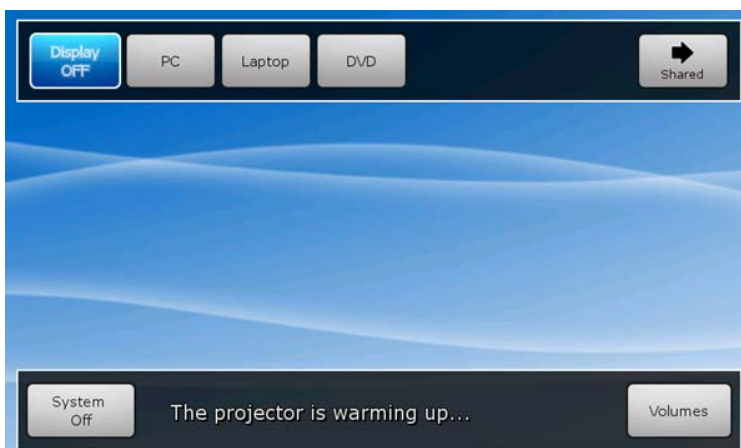 Display
OFF
PC
Laptop
DVD
Shared
System
Off
The projector is warming up...
Volumes